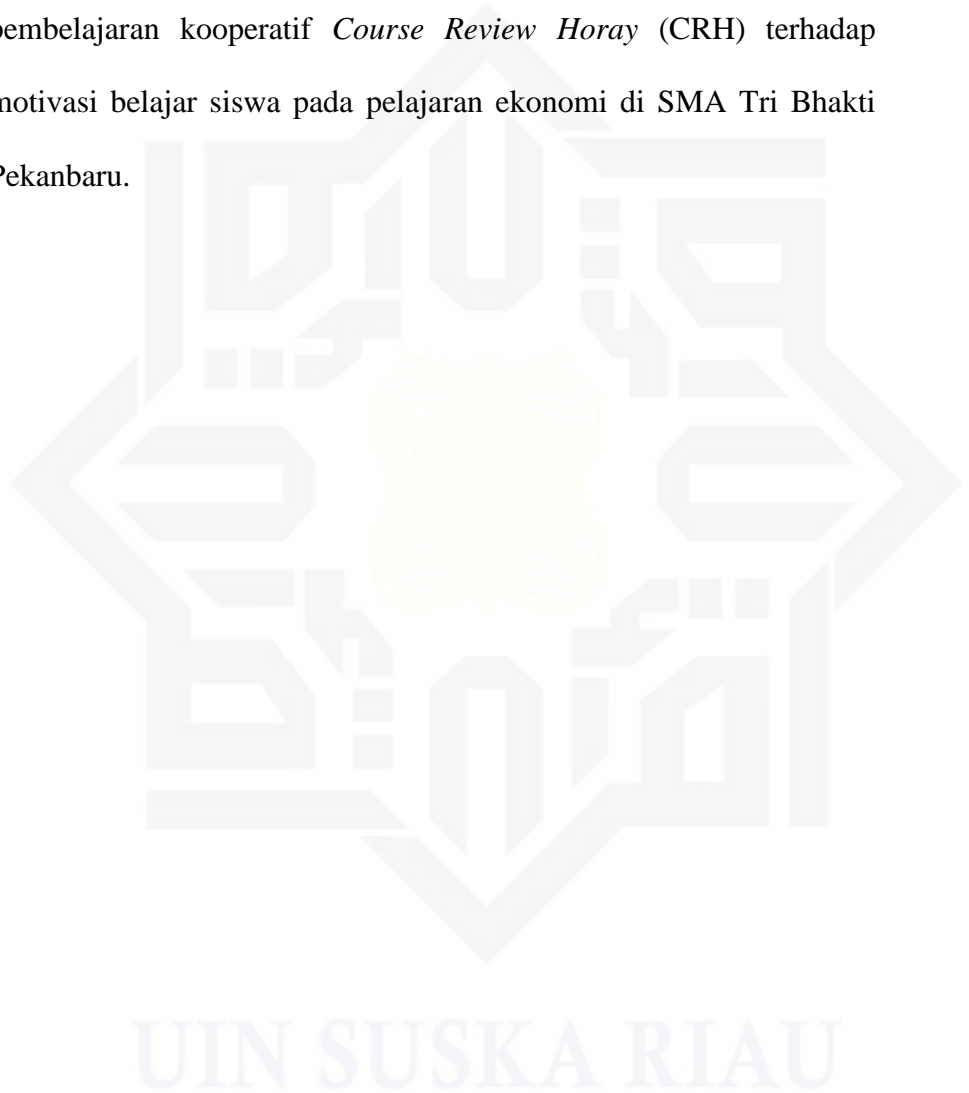 pembelajaran kooperatif Course Review Horay (CRH) terhadap
motivasi belajar siswa pada pelajaran ekonomi di SMA Tri Bhakti
Pekanbaru.
UIN SUSKA RIAU